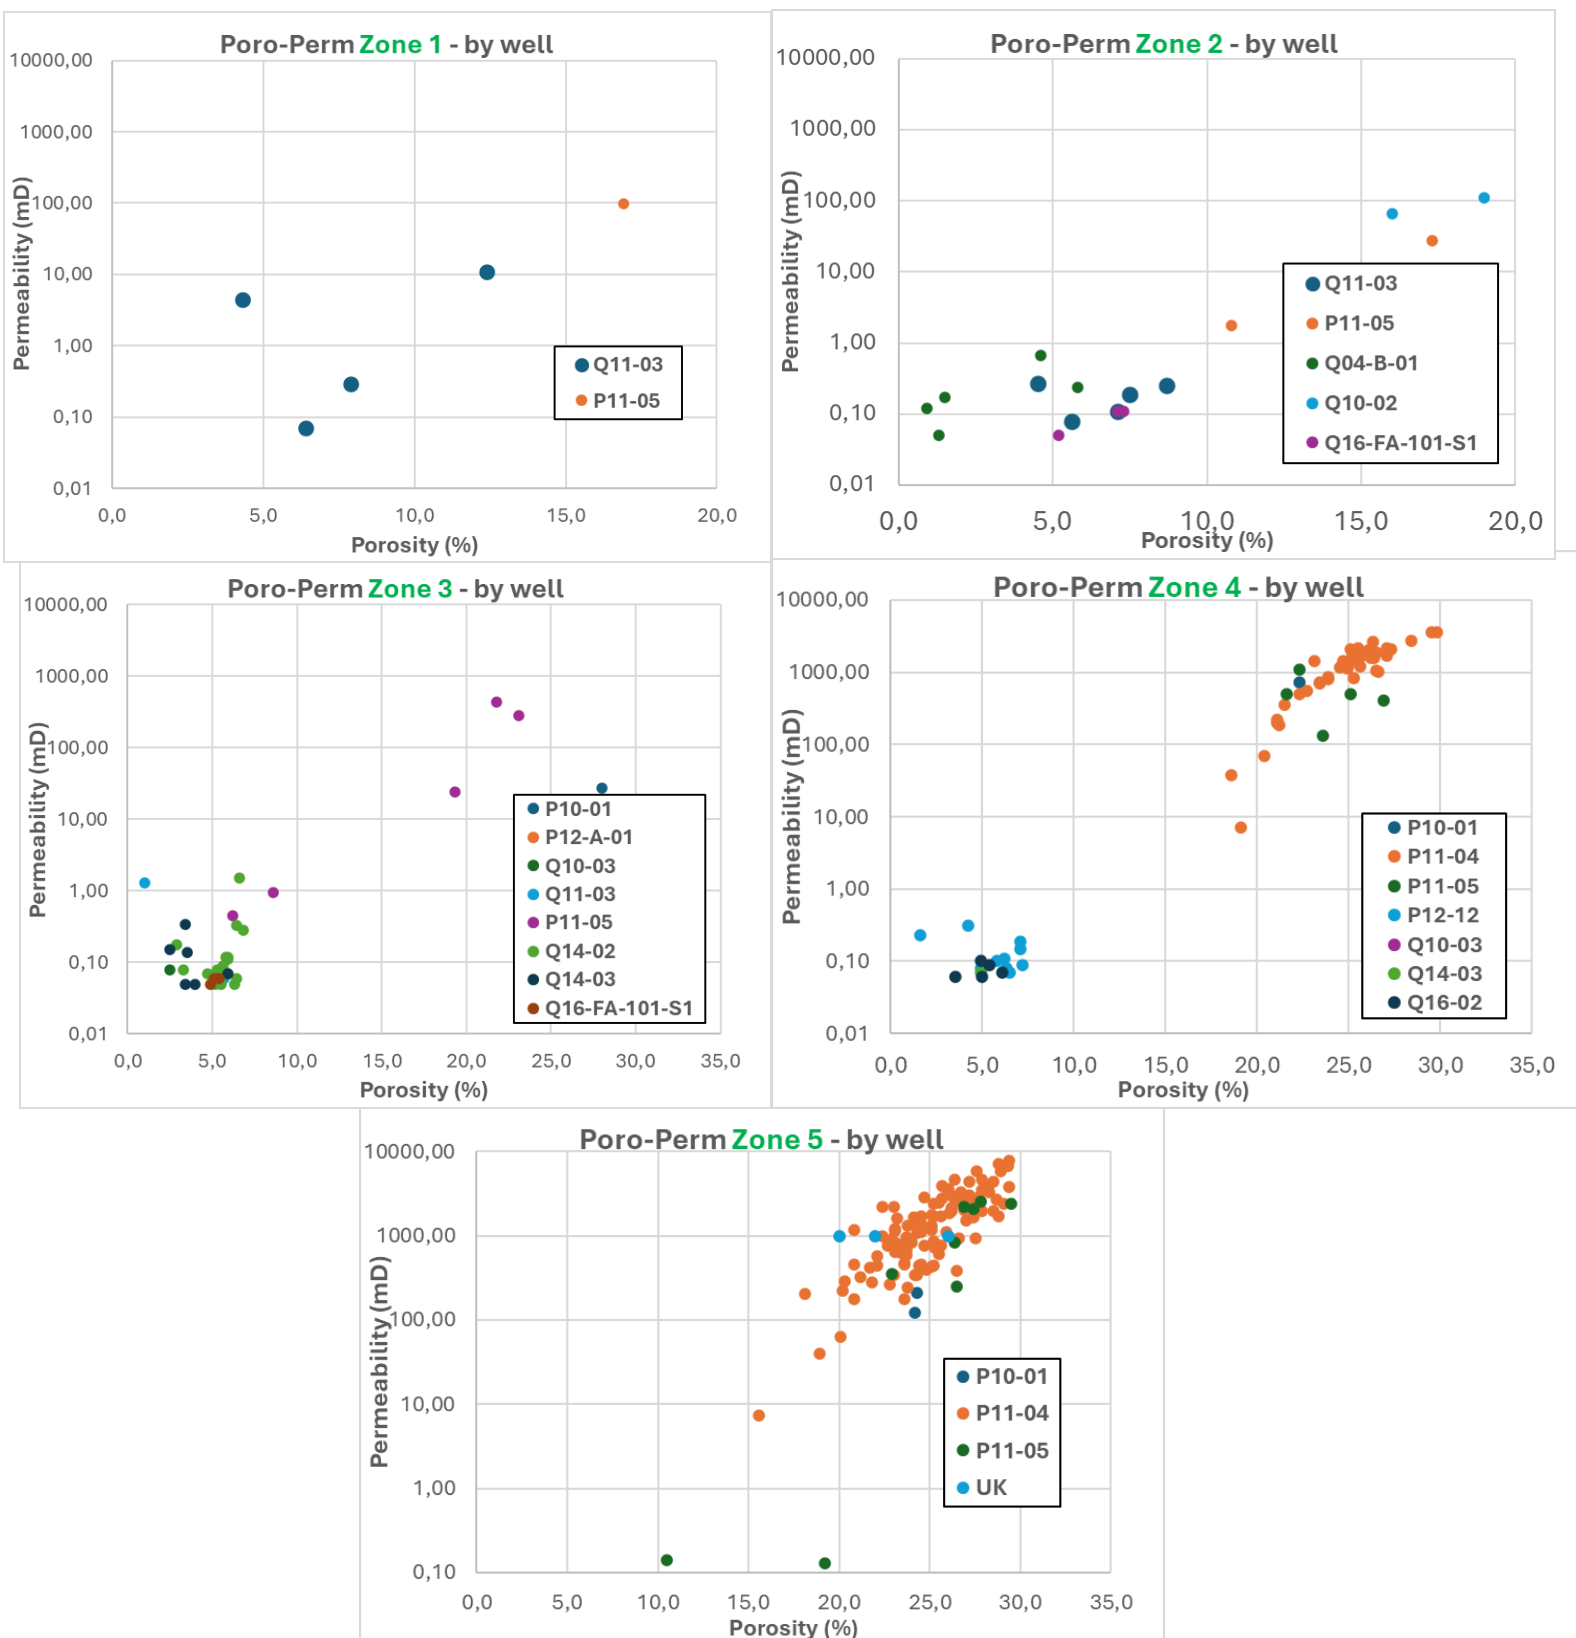 Poro-Perm Zone 1 - by well
10000,00
1000,00
100,00
10,00
1,00
0,10
0,01
0,0 5,0 10,0 15,0 20,0
Permeability (mD)
Porosity (%)
Q11-03
P11-05
Poro-Perm Zone 2 - by well
10000,00
1000,00
100,00
10,00
1,00
0,10
0,01
0,0 5,0 10,0 15,0 20,0
Permeability (mD)
Porosity (%)
Q11-03
P11-05
Q04-B-01
Q10-02
Q16-FA-101-S1
Poro-Perm Zone 3 - by well
10000,00
1000,00
100,00
10,00
1,00
0,10
0,01
0,0 5,0 10,0 15,0 20,0 25,0 30,0 35,0
Permeability (mD)
Porosity (%)
P10-01
P12-A-01
Q10-03
Q11-03
P11-05
Q14-02
Q14-03
Q16-FA-101-S1
Poro-Perm Zone 4 - by well
10000,00
1000,00
100,00
10,00
1,00
0,10
0,01
0,0 5,0 10,0 15,0 20,0 25,0 30,0 35,0
Permeability (mD)
Porosity (%)
P10-01
P11-04
P11-05
P12-12
Q10-03
Q14-03
Q16-02
Poro-Perm Zone 5 - by well
10000,00
1000,00
100,00
10,00
1,00
0,10
0,0 5,0 10,0 15,0 20,0 25,0 30,0 35,0
Permeability (mD)
Porosity (%)
P10-01
P11-04
P11-05
UK